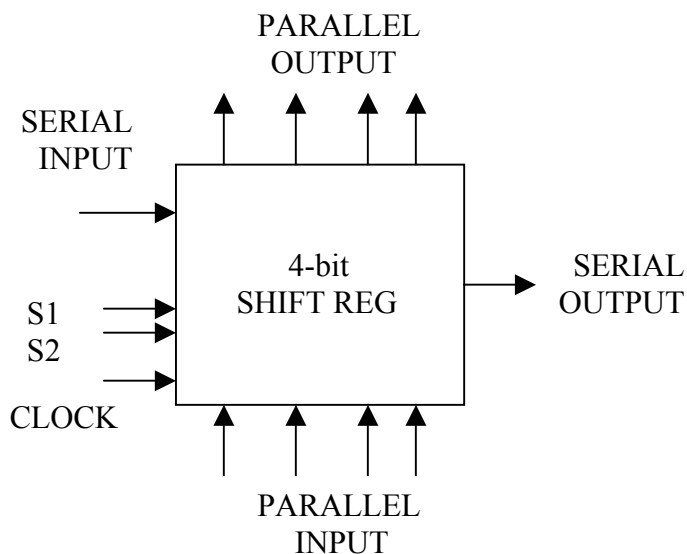 PARALLEL
OUTPUT
SERIAL
INPUT
4-bit
SHIFT REG
SERIAL
OUTPUT
S1
S2
CLOCK
PARALLEL
INPUT